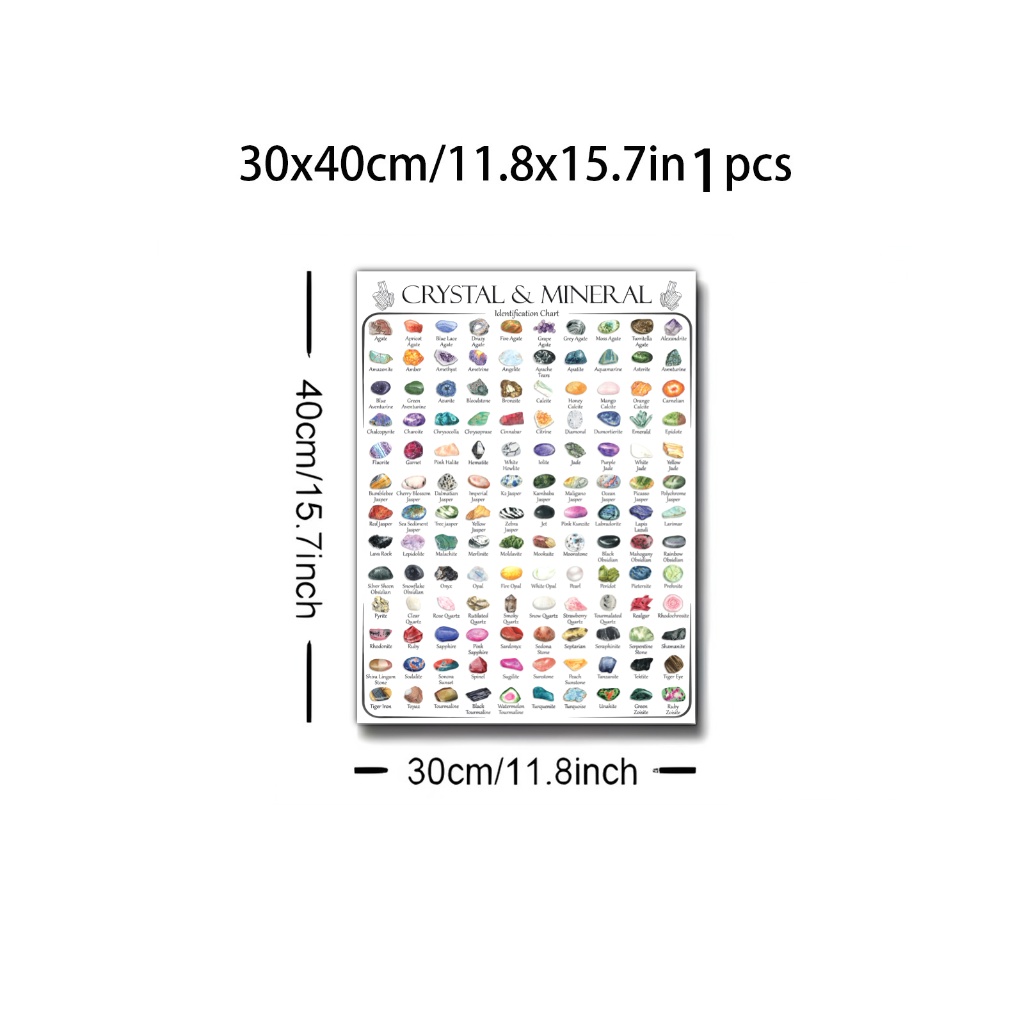 30x40cm/11.8x15.7in 1 pcs
CRYSTAL & MINERAL
Identification Chart
Agate Apricot Agate Blue Lace Agate Druzy Agate Fire Agate Grape Agate Grey Agate Moss Agate Turritella Agate Alexandrite
Amazonite Amber Amethyst Ametrine Angelite Apache Tears Apatite Aquamarine Astorite Aventurine
Blue Aventurine Green Aventurine Azurite Bloodstone Bronzite Calcite Honey Calcite Mango Calcite Orange Calcite Carnelian
Chalcopyrite Charoite Chrysocolla Chrysoprase Cinnabar Citrine Diamond Dumortierite Emerald Epidote
Fluorite Garnet Pink Halite Hematite White Howlite Iolite Jade Purple Jade White Jade Yellow Jade
Bumblebee Jasper Cherry Blossom Jasper Dalmatian Jasper Imperial Jasper K2 Jasper Kambaba Jasper Maligano Jasper Ocean Jasper Picasso Jasper Polychrome Jasper
Red Jasper Sea Sediment Jasper Tree Jasper Yellow Jasper Zebra Jasper Jet Pink Kunzite Labradorite Lapis Lazuli Larimar
Lava Rock Lepidolite Malachite Merlinite Moldavite Mookaite Moonstone Black Obsidian Mahogany Obsidian Rainbow Obsidian
Silver Sheen Obsidian Snowflake Obsidian Onyx Opal Fire Opal White Opal Pearl Peridot Pietersite Prehnite
Pyrite Clear Quartz Rose Quartz Rutilated Quartz Smoky Quartz Snow Quartz Strawberry Quartz Tourmalated Quartz Realgar Rhodochrosite
Rhodonite Ruby Sapphire Pink Sapphire Sardonyx Sedona Stone Septarian Seraphinite Serpentine Stone Shamanite
Shiva Lingam Stone Sodalite Sonora Sunset Spinel Sugilite Sunstone Peach Sunstone Tanzanite Tektite Tiger Eye
Tiger Iron Topaz Tourmaline Black Tourmaline Watermelon Tourmaline Turquenite Turquoise Unakite Green Zoisite Ruby Zoisite
40cm/15.7inch
30cm/11.8inch